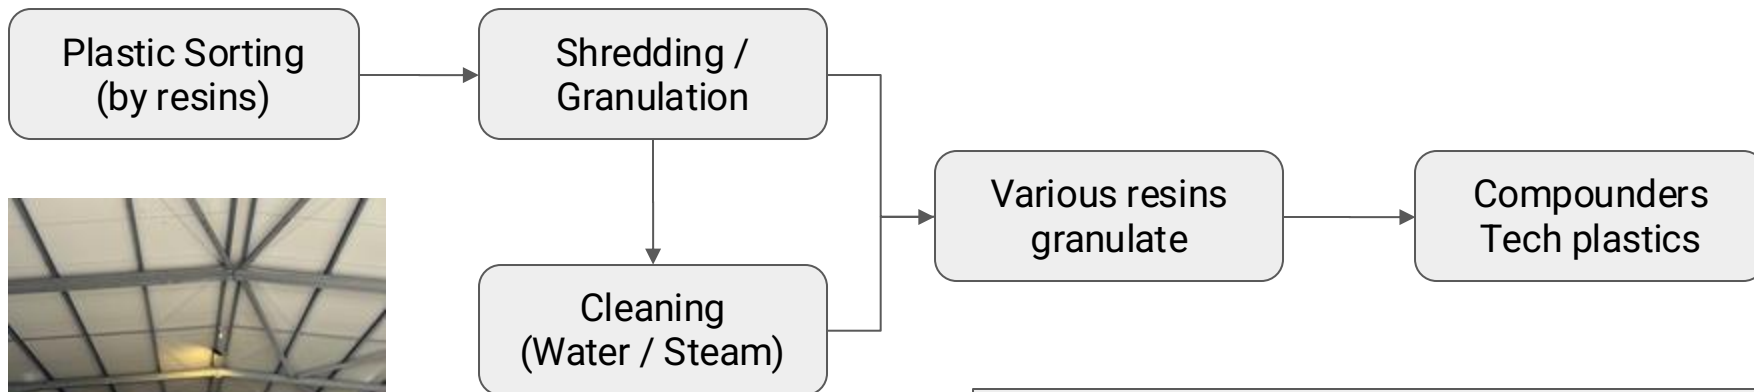 Plastic Sorting
(by resins)
Shredding /
Granulation
Various resins
granulate
Compounders
Tech plastics
Cleaning
(Water / Steam)